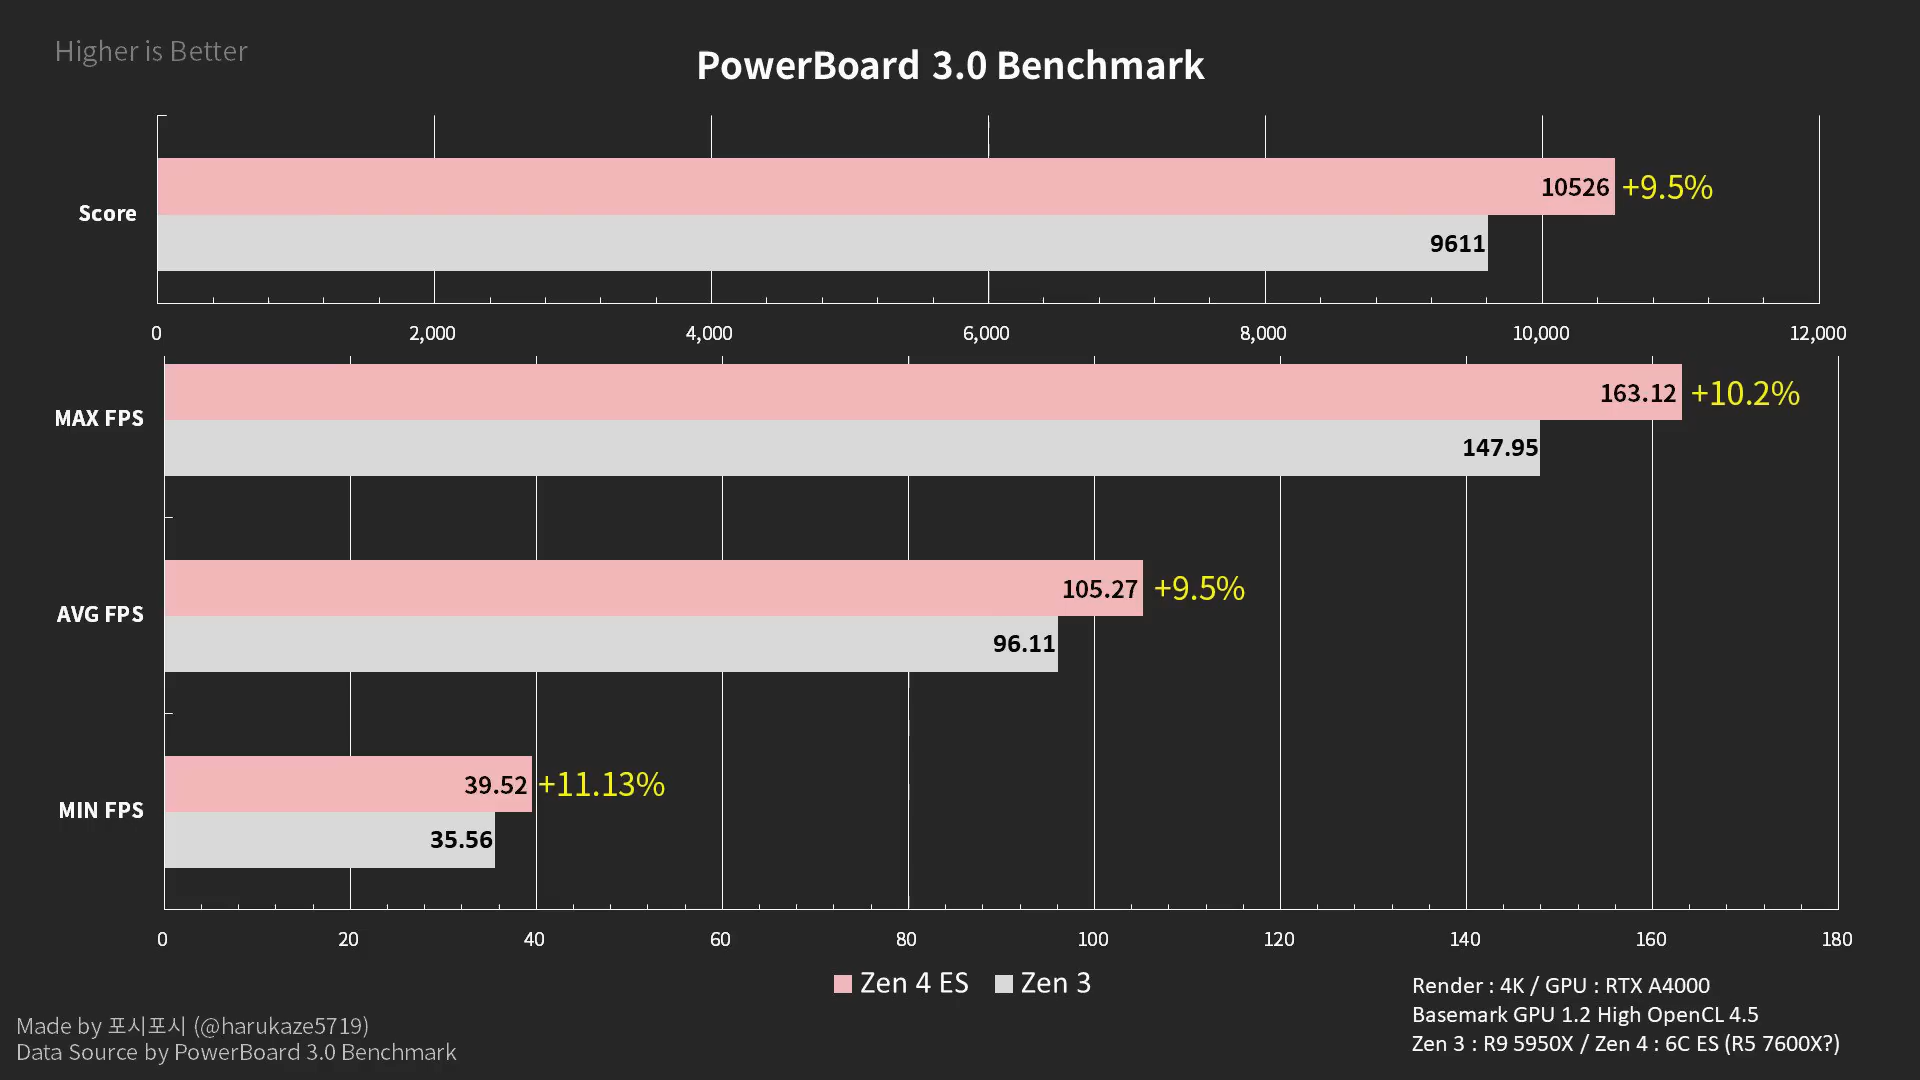 Higher is Better
PowerBoard 3.0 Benchmark
Score
10526 +9.5%
9611
0 2,000 4,000 6,000 8,000 10,000 12,000
MAX FPS
163.12 +10.2%
147.95
AVG FPS
105.27 +9.5%
96.11
MIN FPS
39.52 +11.13%
35.56
0 20 40 60 80 100 120 140 160 180
Zen 4 ES Zen 3
Render : 4K / GPU : RTX A4000
Basemark GPU 1.2 High OpenCL 4.5
Zen 3 : R9 5950X / Zen 4 : 6C ES (R5 7600X?)
Made by 포시포시 (@harukaze5719)
Data Source by PowerBoard 3.0 Benchmark